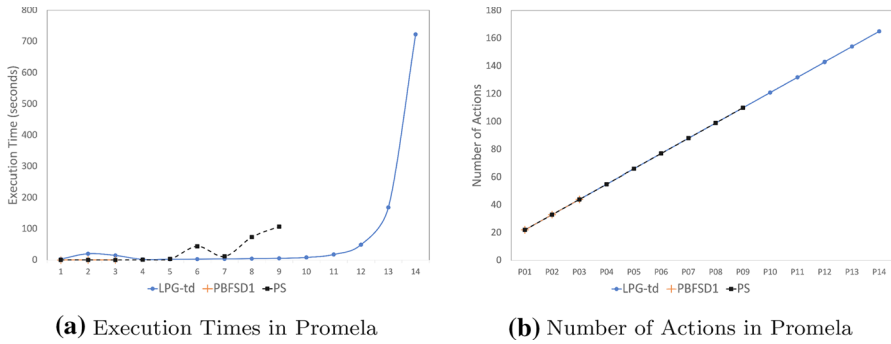 800
700
600
500
400
300
200
100
0
Execution Time (seconds)
1 2 3 4 5 6 7 8 9 10 11 12 13 14
LPG-td PBFSD1 PS
(a) Execution Times in Promela
180
160
140
120
100
80
60
40
20
0
Number of Actions
P01 P02 P03 P04 P05 P06 P07 P08 P09 P10 P11 P12 P13 P14
LPG-td PBFSD1 PS
(b) Number of Actions in Promela